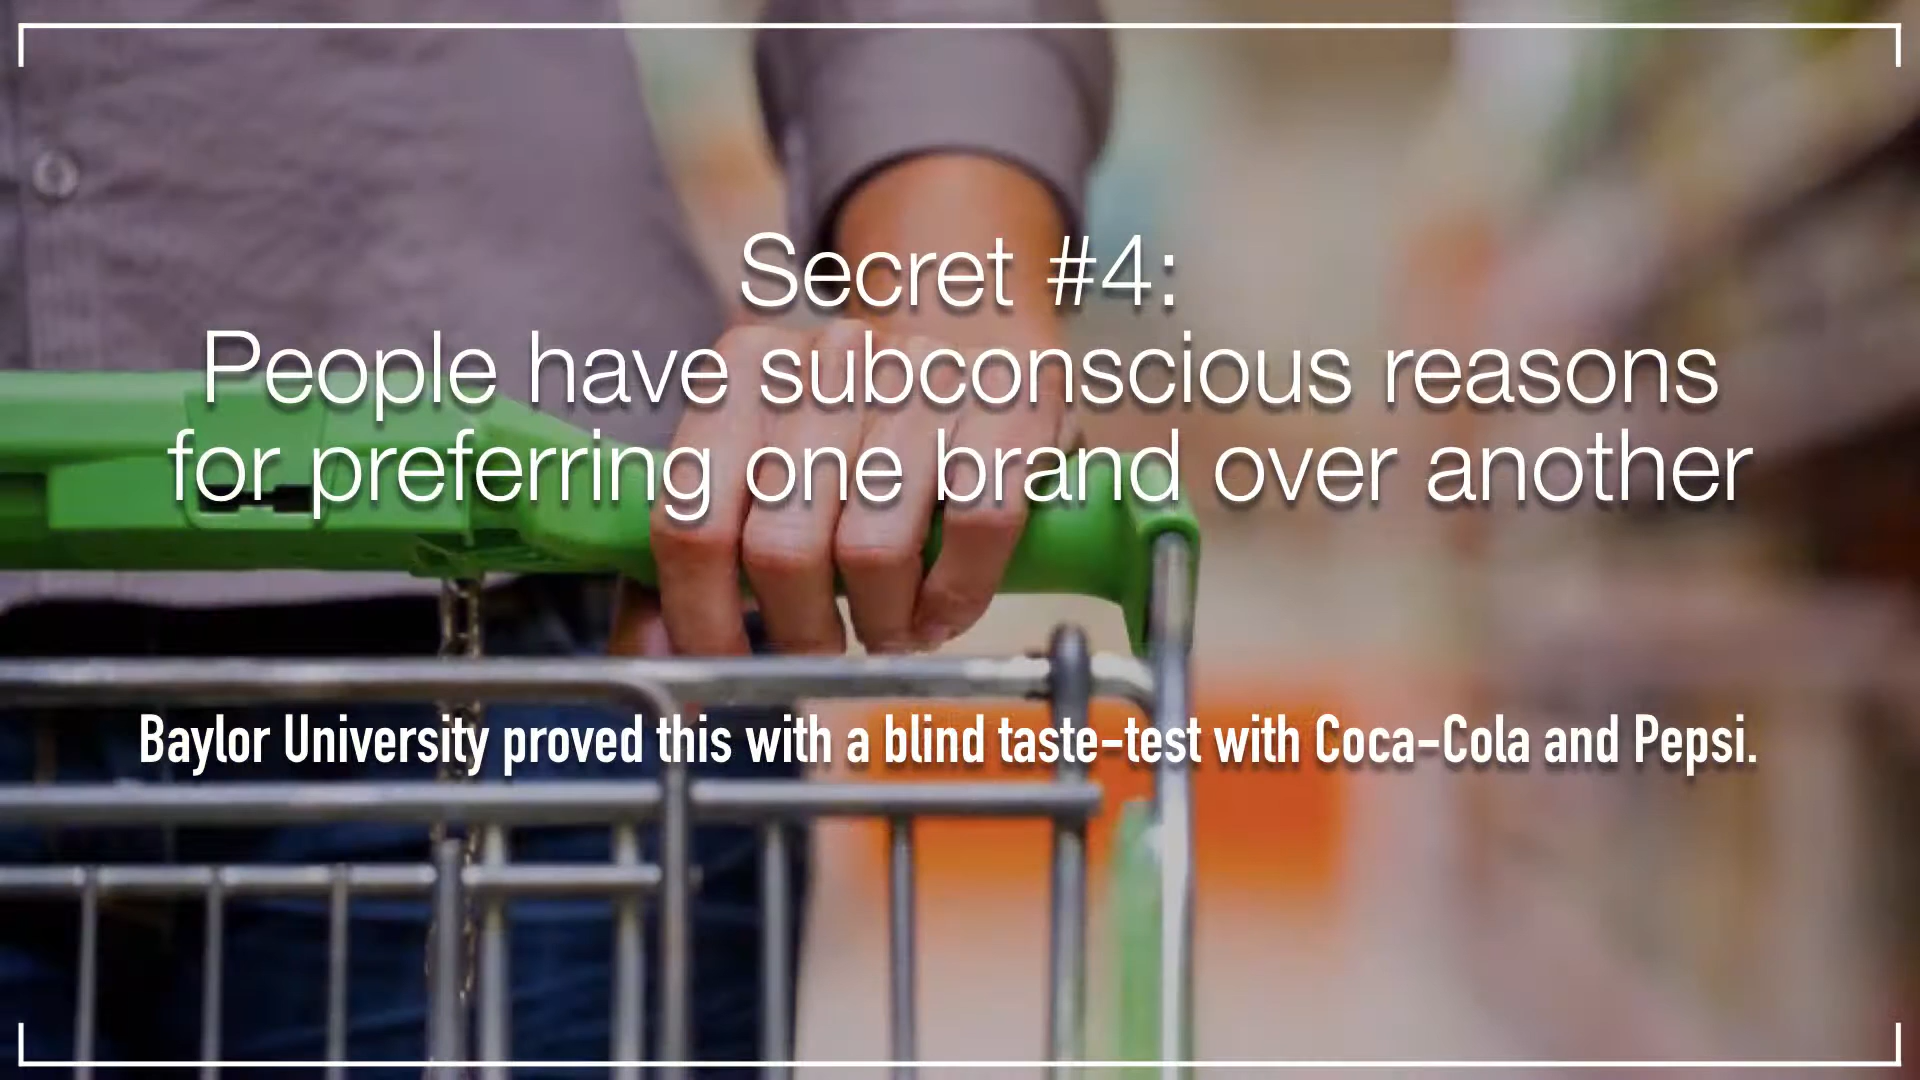 Secret #4:
People have subconscious reasons
for preferring one brand over another
Baylor University proved this with a blind taste-test with Coca-Cola and Pepsi.